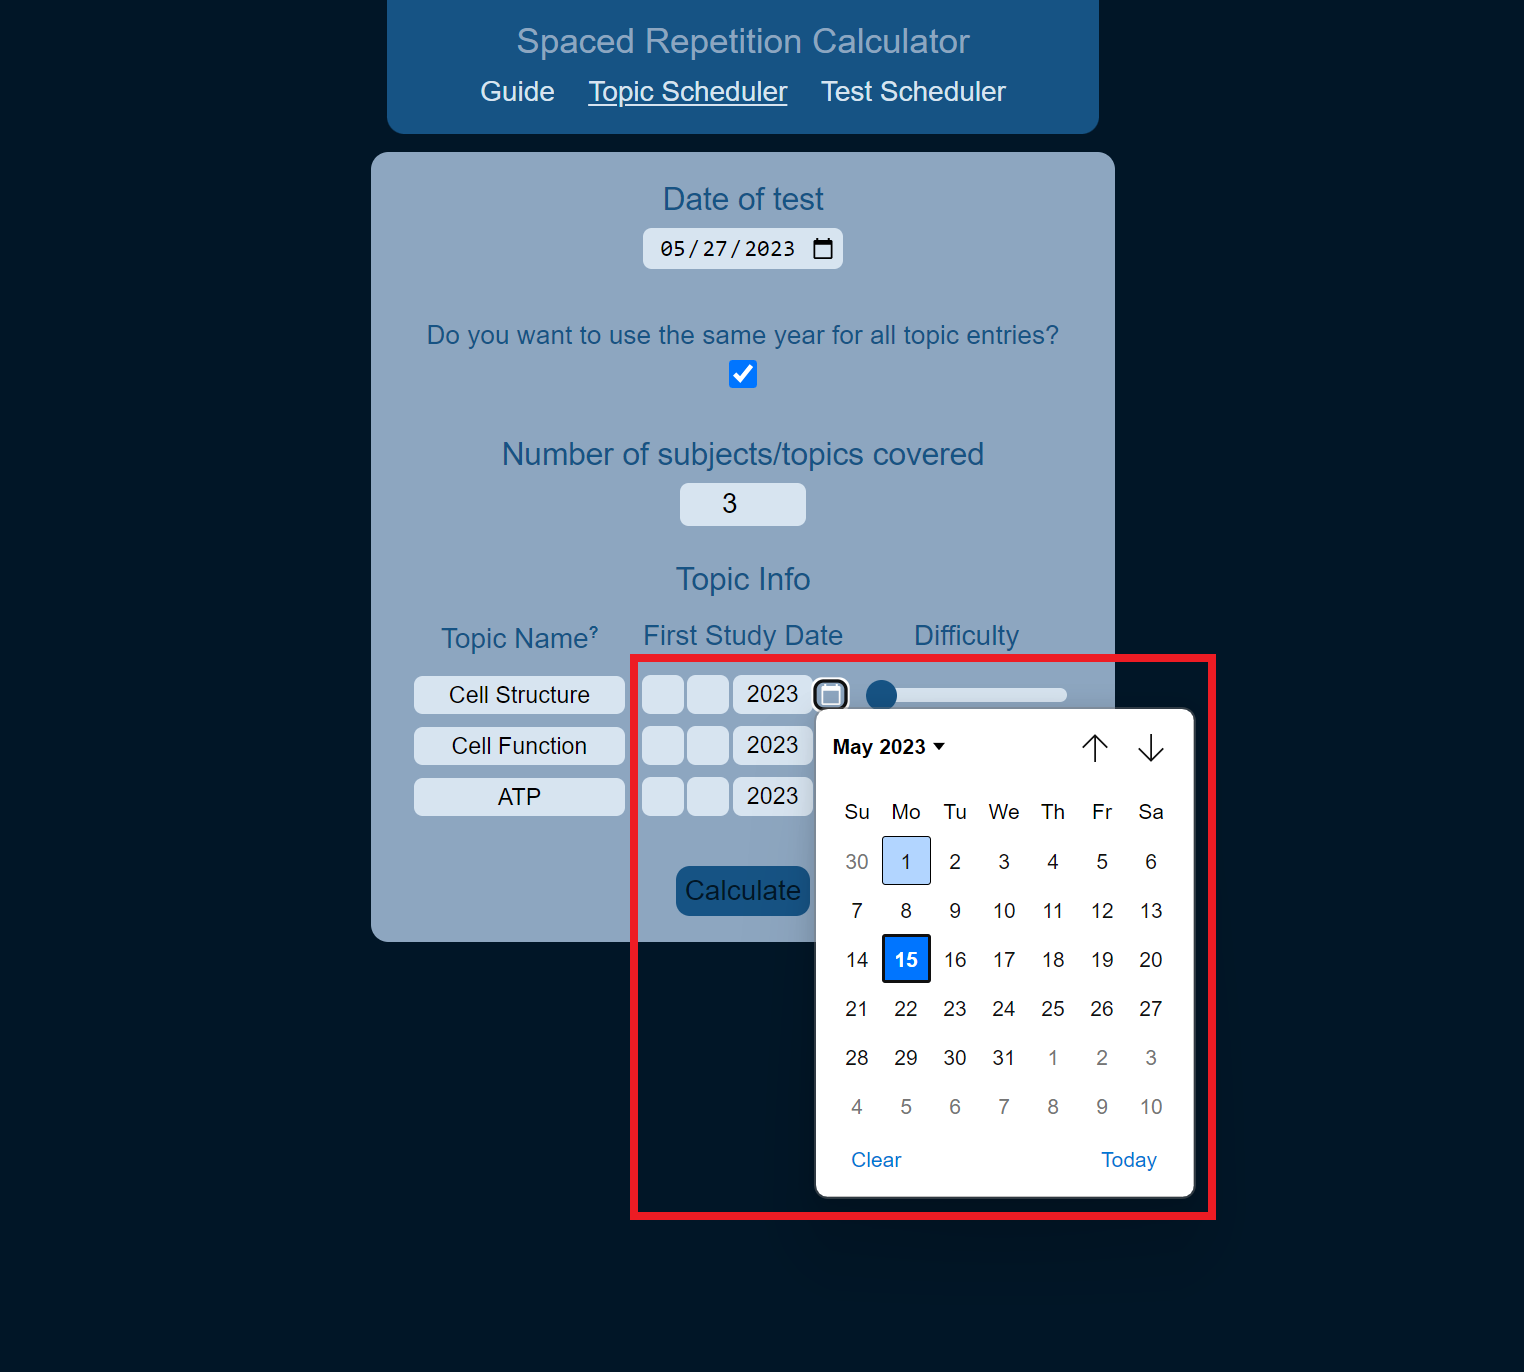 Spaced Repetition Calculator
Guide Topic Scheduler Test Scheduler
Date of test
05/27/2023
Do you want to use the same year for all topic entries?
Number of subjects/topics covered
3
Topic Info
Topic Name? First Study Date Difficulty
Cell Structure 2023
Cell Function 2023
ATP 2023
Calculate
May 2023
Su Mo Tu We Th Fr Sa
30 1 2 3 4 5 6
7 8 9 10 11 12 13
14 15 16 17 18 19 20
21 22 23 24 25 26 27
28 29 30 31 1 2 3
4 5 6 7 8 9 10
Clear Today